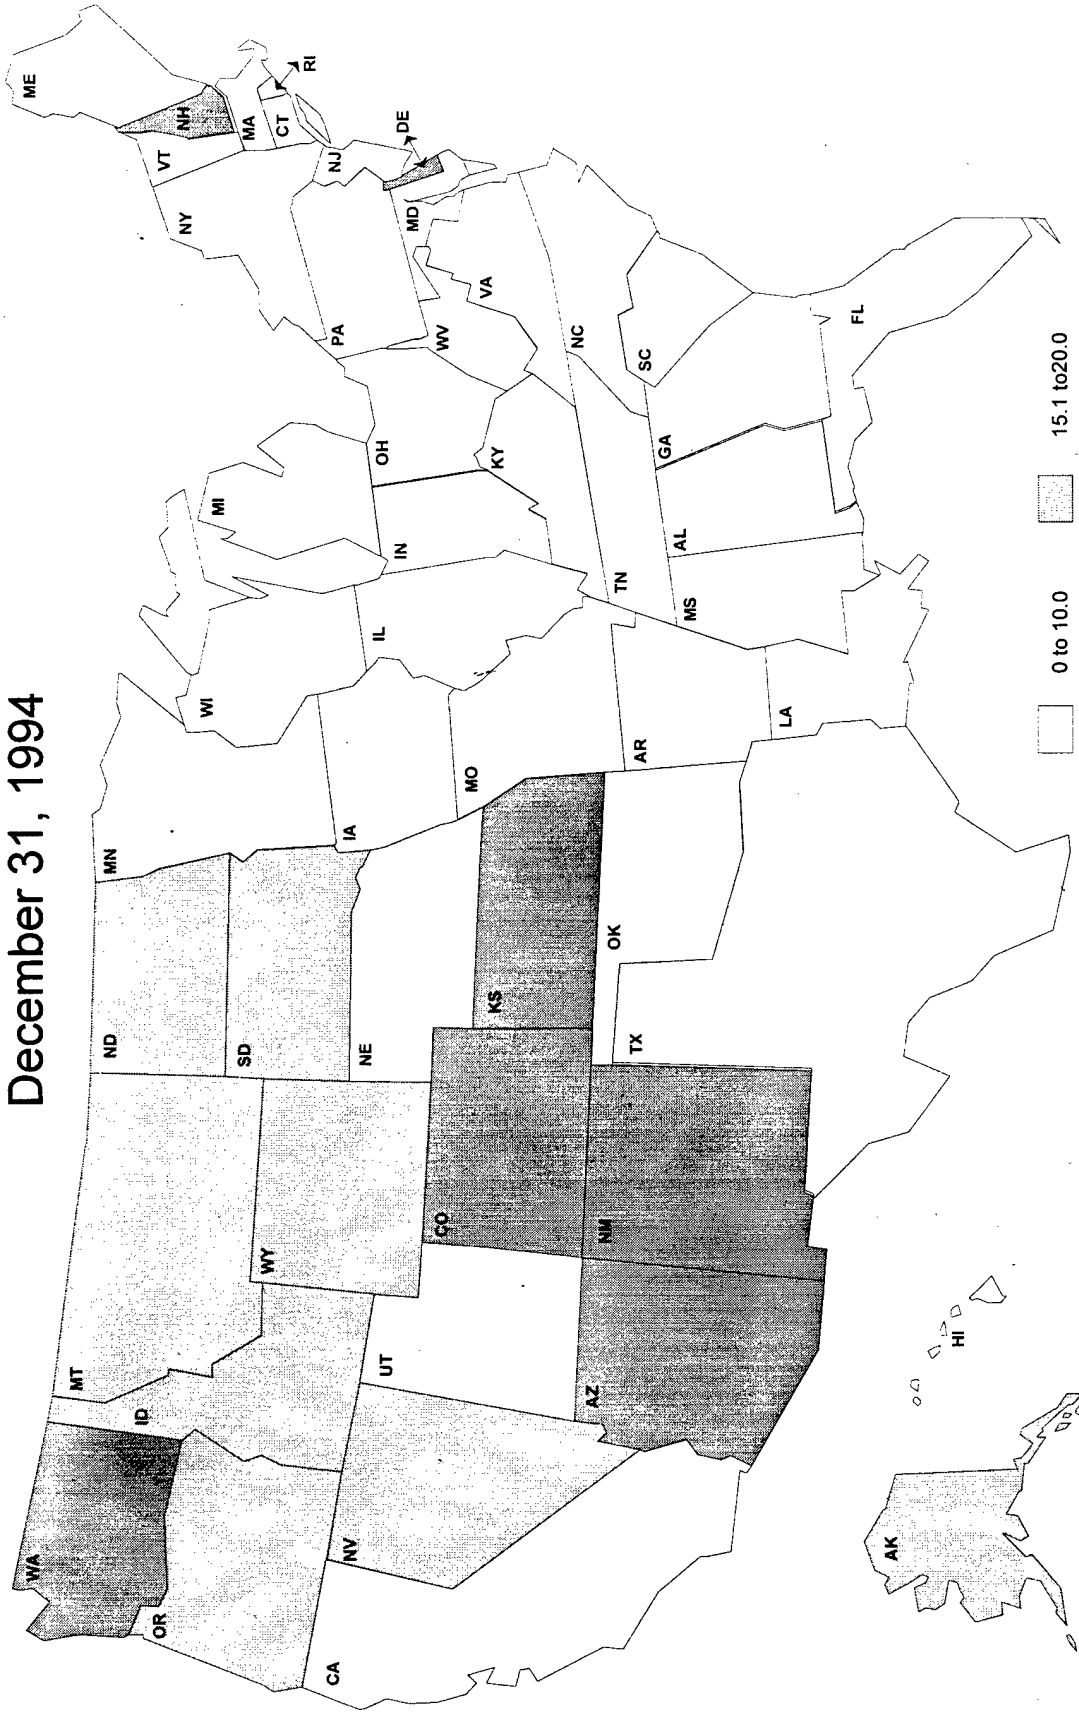 December 31, 1994
WA
OR
CA
ID
NV
MT
WY
UT
AZ
CO
NM
ND
SD
NE
KS
OK
TX
MN
IA
MO
AR
LA
WI
IL
MI
IN
OH
KY
TN
MS
AL
GA
FL
SC
NC
VA
WV
PA
NY
VT
NH
ME
MA
CT
RI
NJ
DE
MD
AK
HI
0 to 10.0
15.1 to20.0